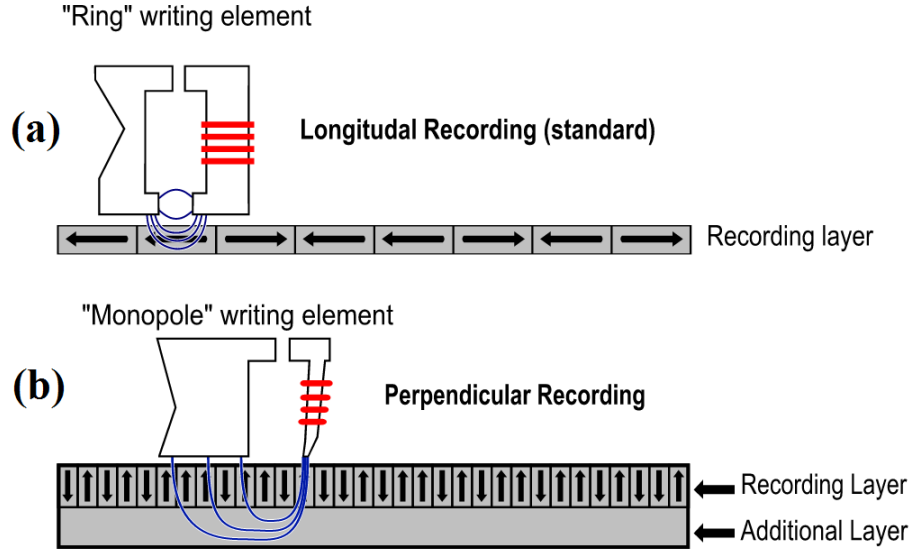 "Ring" writing element
(a)
Longitudal Recording (standard)
Recording layer
"Monopole" writing element
(b)
Perpendicular Recording
Recording Layer
Additional Layer